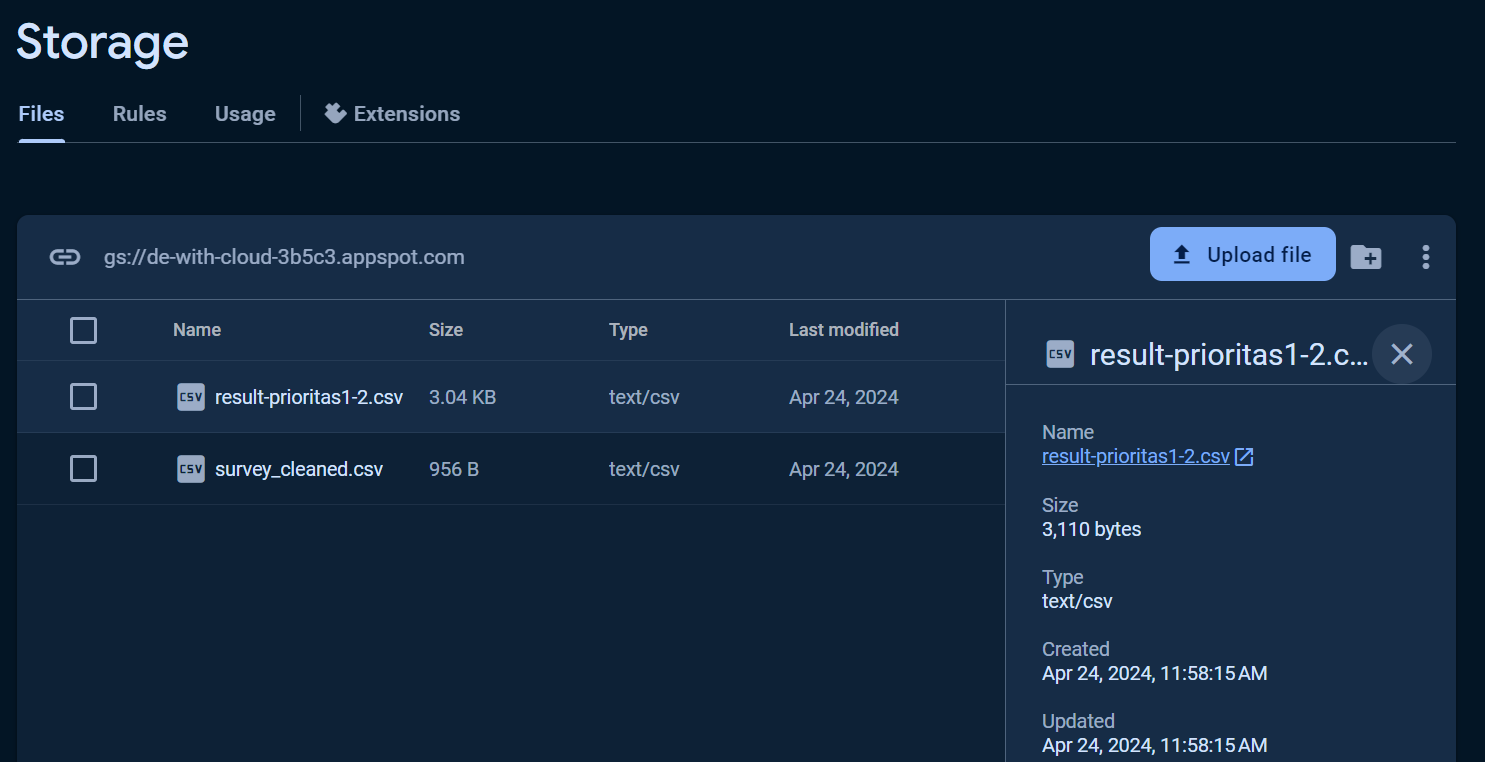 Storage
Files Rules Usage Extensions
gs://de-with-cloud-3b5c3.appspot.com Upload file
Name Size Type Last modified
CSV result-prioritas1-2.csv 3.04 KB text/csv Apr 24, 2024
CSV survey_cleaned.csv 956 B text/csv Apr 24, 2024
CSV result-prioritas1-2.c...
Name
result-prioritas1-2.csv
Size
3,110 bytes
Type
text/csv
Created
Apr 24, 2024, 11:58:15 AM
Updated
Apr 24, 2024, 11:58:15 AM